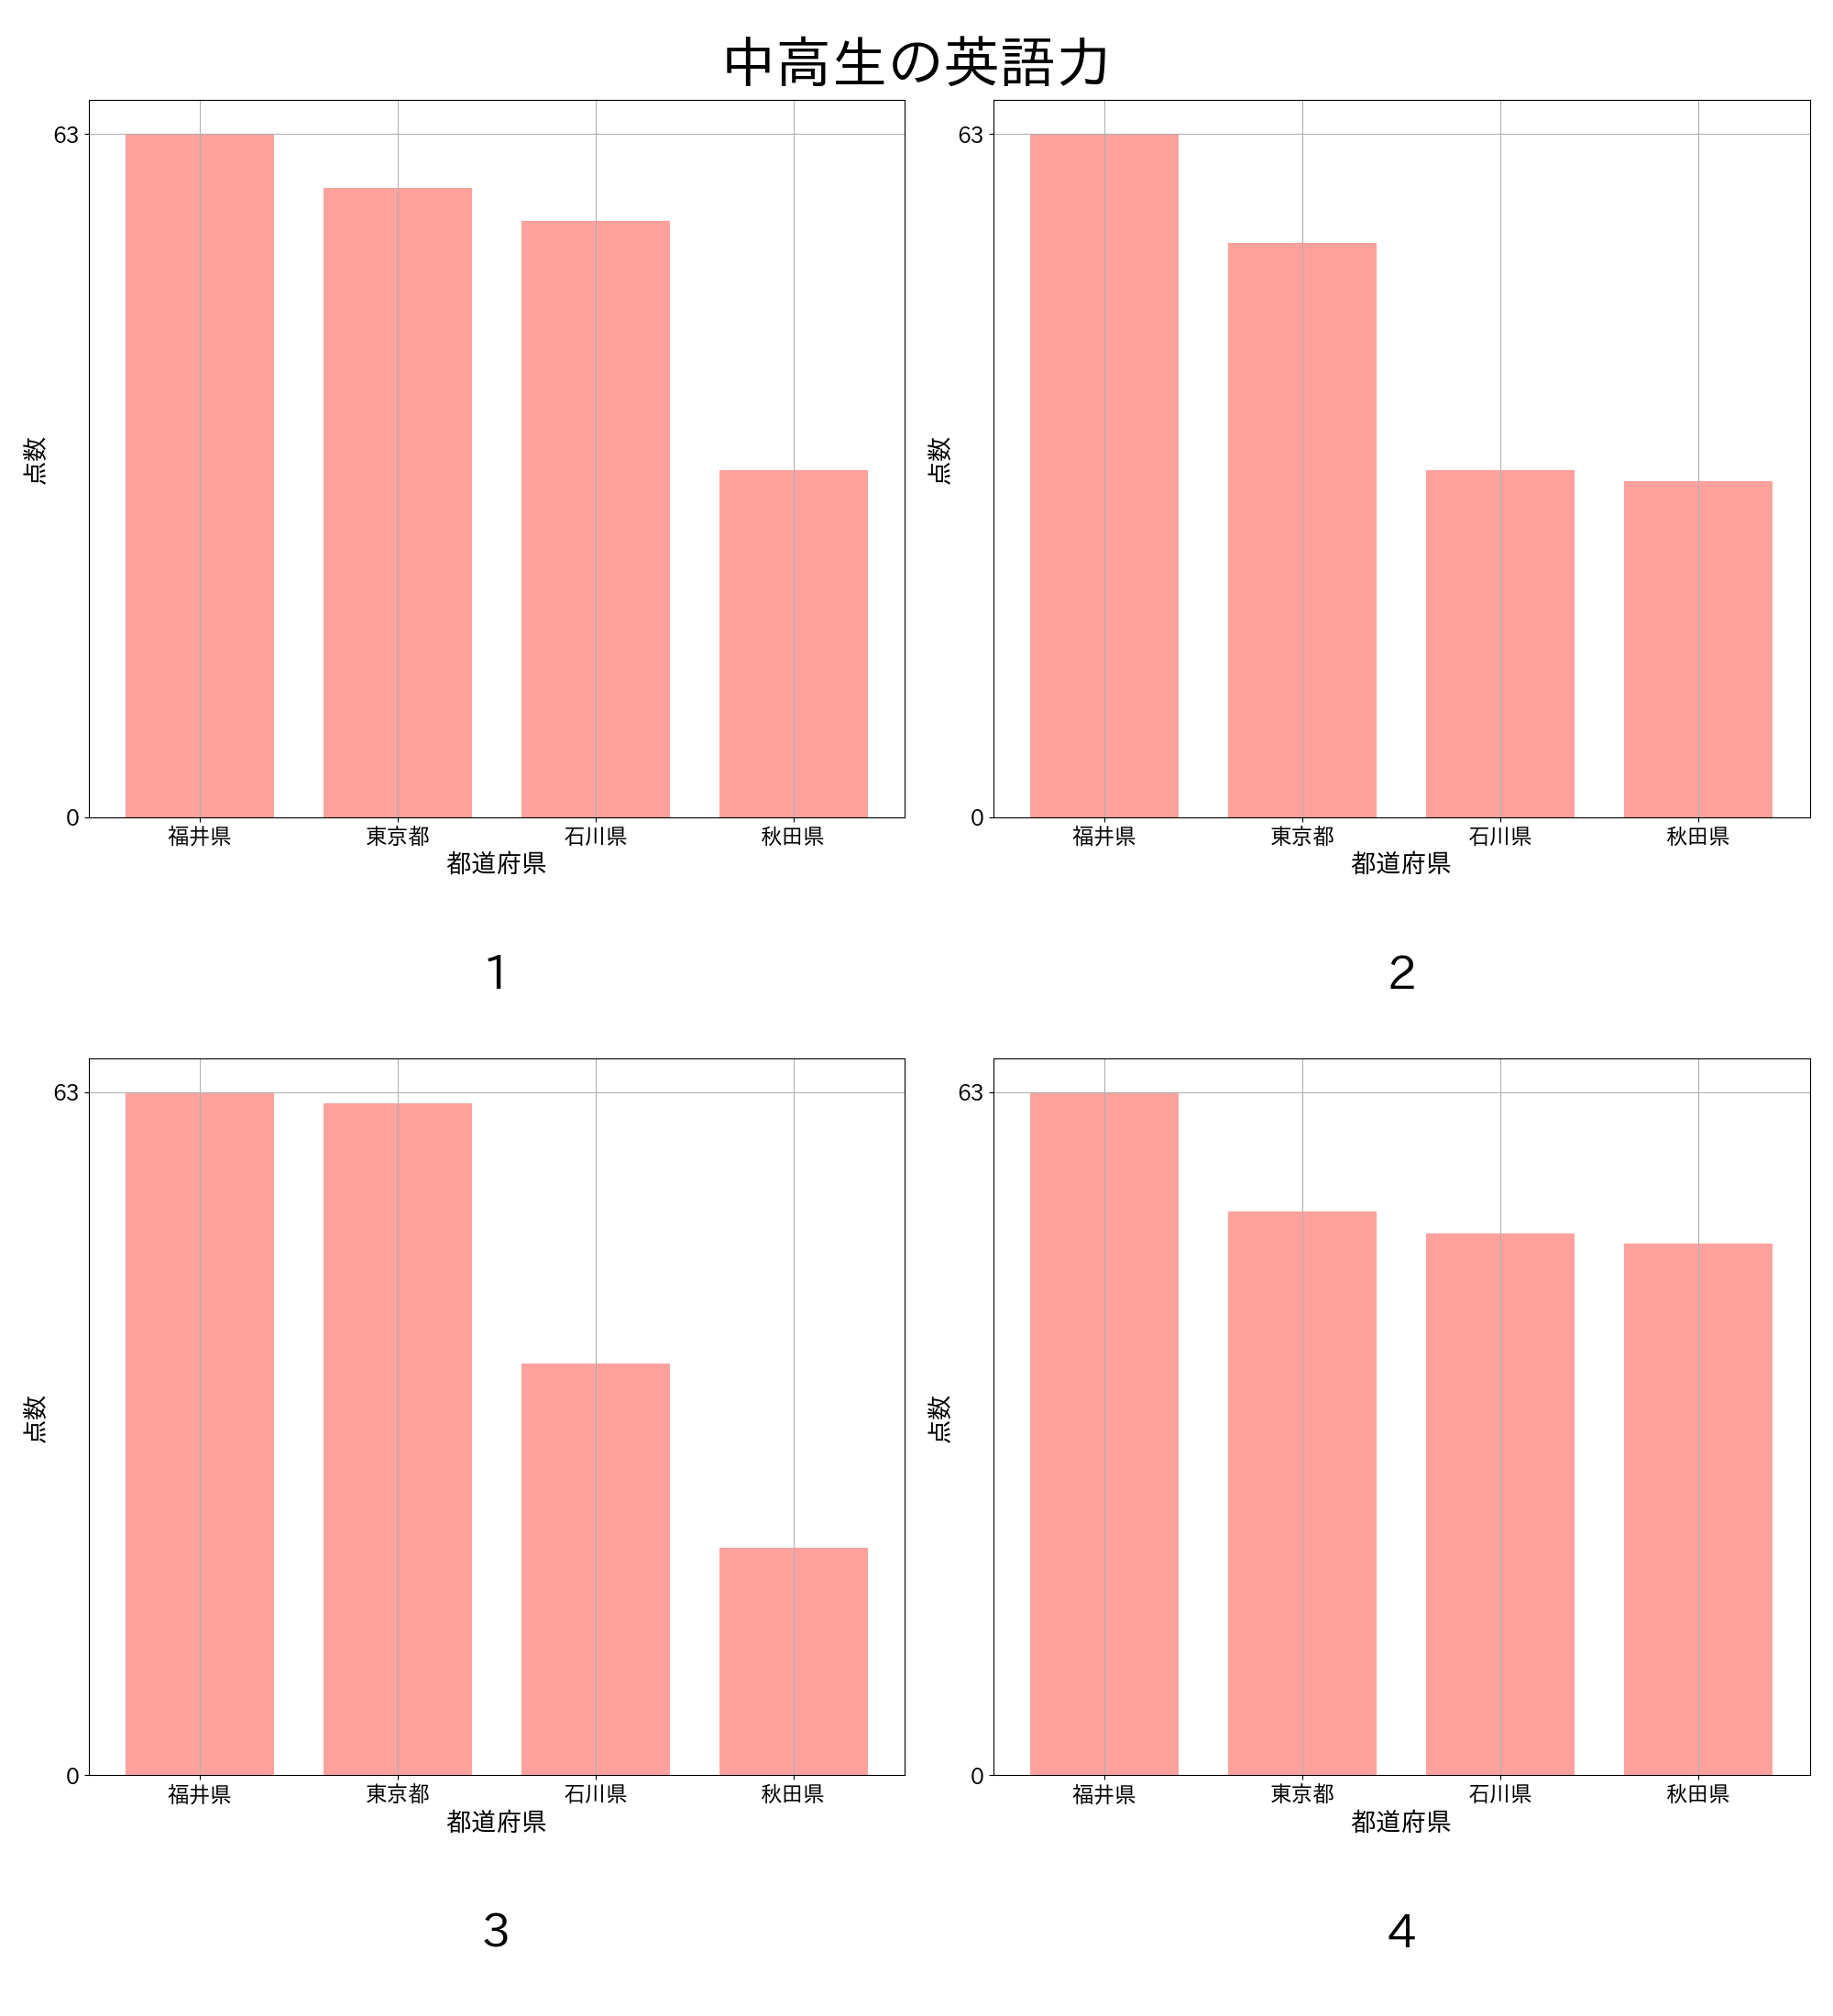 中高生の英語力
63
点数
0
福井県 東京都 石川県 秋田県
都道府県
1
63
点数
0
福井県 東京都 石川県 秋田県
都道府県
2
63
点数
0
福井県 東京都 石川県 秋田県
都道府県
3
63
点数
0
福井県 東京都 石川県 秋田県
都道府県
4